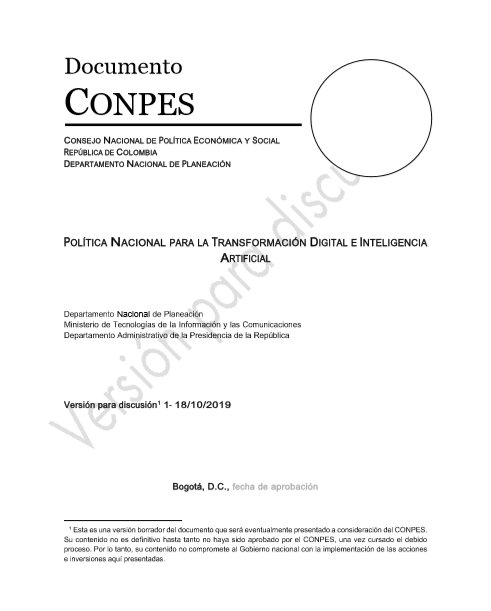 Documento
CONPES
CONSEJO NACIONAL DE POLÍTICA ECONÓMICA Y SOCIAL
REPÚBLICA DE COLOMBIA
DEPARTAMENTO NACIONAL DE PLANEACIÓN
POLÍTICA NACIONAL PARA LA TRANSFORMACIÓN DIGITAL E INTELIGENCIA
ARTIFICIAL
Departamento Nacional de Planeación
Ministerio de Tecnologías de la Información y las Comunicaciones
Departamento Administrativo de la Presidencia de la República
Versión para discu
Versión para discusión¹ 1- 18/10/2019
Bogotá, D.C., fecha de aprobación
¹ Esta es una versión borrador del documento que será eventualmente presentado a consideración del CONPES.
Su contenido no es definitivo hasta tanto no haya sido aprobado por el CONPES, una vez cursado el debido
proceso. Por lo tanto, su contenido no compromete al Gobierno nacional con la implementación de las acciones
e inversiones aquí presentadas.